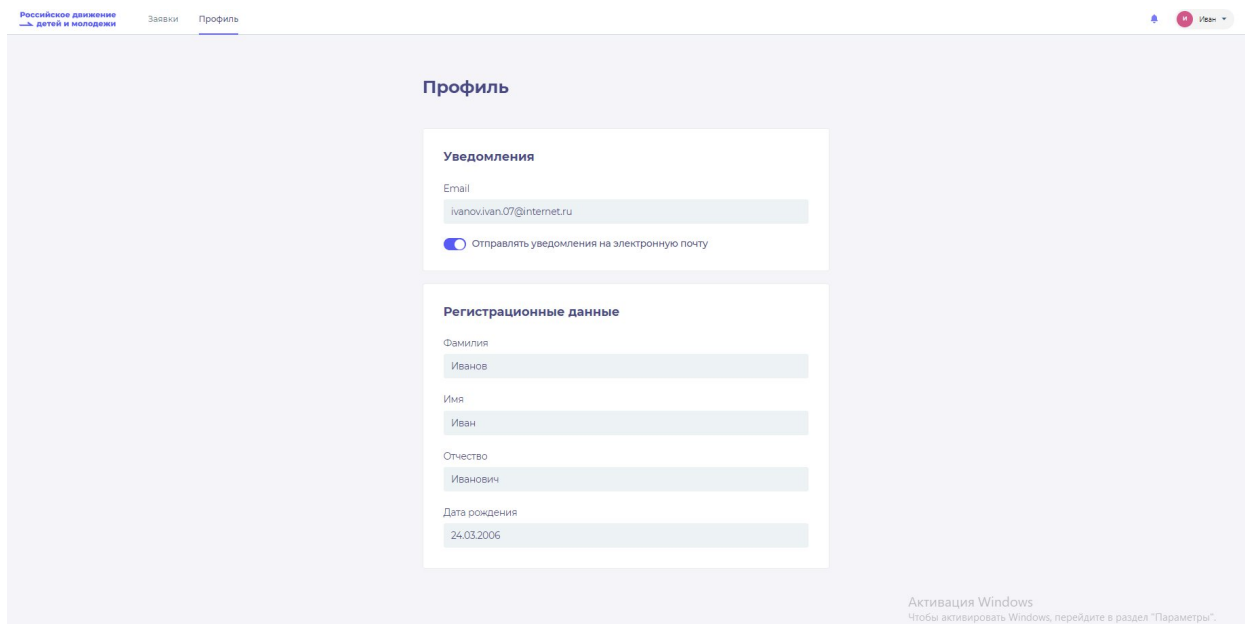 Российское движение
детей и молодежи
Заявки
Профиль
И
Иван
Профиль
Уведомления
Email
ivanov.ivan.07@internet.ru
Отправлять уведомления на электронную почту
Регистрационные данные
Фамилия
Иванов
Имя
Иван
Отчество
Иванович
Дата рождения
24.03.2006
Активация Windows
Чтобы активировать Windows, перейдите в раздел "Параметры".